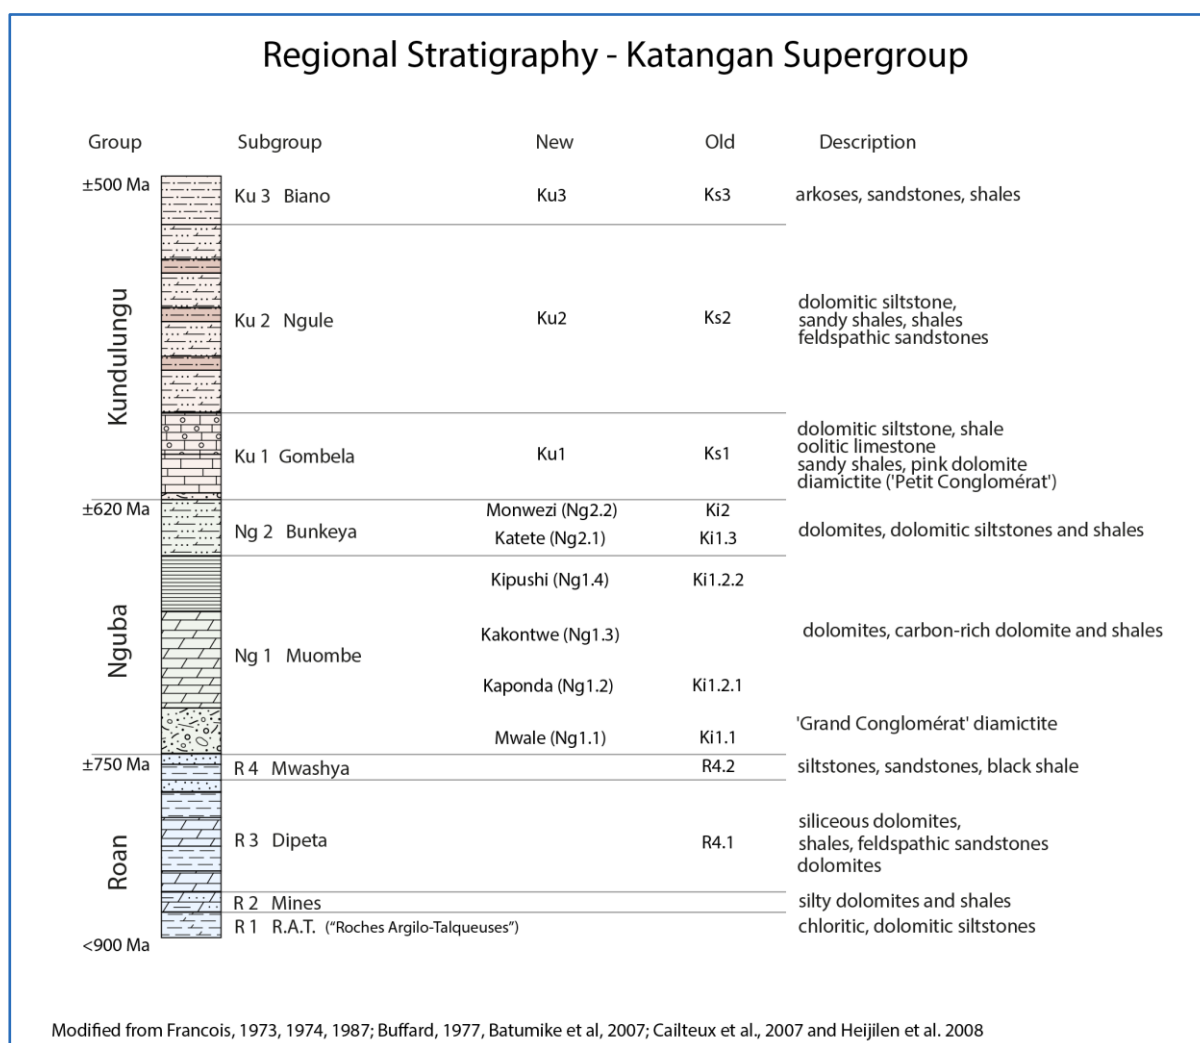 Regional Stratigraphy - Katangan Supergroup
Group Subgroup New Old Description
±500 Ma
Ku 3 Biano Ku3 Ks3 arkoses, sandstones, shales
Kundulungu
Ku 2 Ngule Ku2 Ks2
dolomitic siltstone,
sandy shales, shales
feldspathic sandstones
Ku 1 Gombela Ku1 Ks1
dolomitic siltstone, shale
oolitic limestone
sandy shales, pink dolomite
diamictite ('Petit Conglomérat')
±620 Ma
Monwezi (Ng2.2) Ki2
Ng 2 Bunkeya
Katete (Ng2.1) Ki1.3
dolomites, dolomitic siltstones and shales
Nguba
Kipushi (Ng1.4) Ki1.2.2
Ng 1 Muombe
Kakontwe (Ng1.3)
dolomites, carbon-rich dolomite and shales
Kaponda (Ng1.2) Ki1.2.1
'Grand Conglomérat' diamictite
Mwale (Ng1.1) Ki1.1
±750 Ma
R 4 Mwashya R4.2 siltstones, sandstones, black shale
Roan
R 3 Dipeta R4.1
siliceous dolomites,
shales, feldspathic sandstones
dolomites
R 2 Mines silty dolomites and shales
R 1 R.A.T. (“Roches Argilo-Talqueuses”) chloritic, dolomitic siltstones
<900 Ma
Modified from Francois, 1973, 1974, 1987; Buffard, 1977, Batumike et al, 2007; Cailteux et al., 2007 and Heijilen et al. 2008